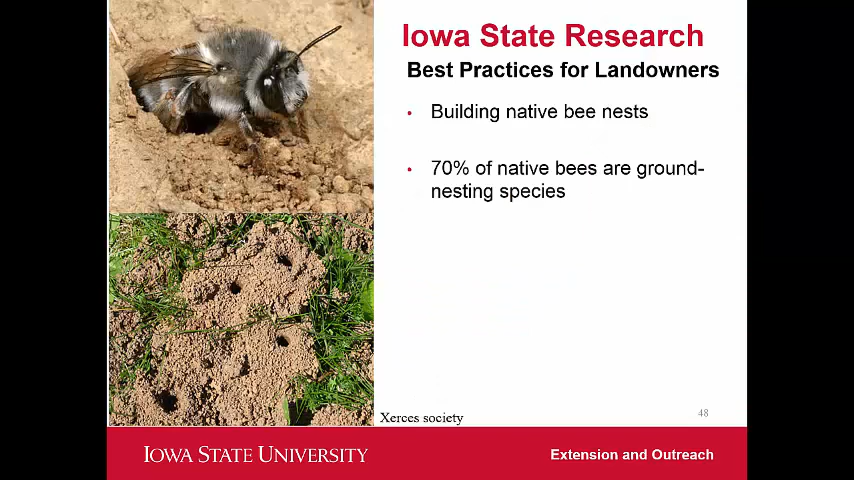 Iowa State Research
Best Practices for Landowners
• Building native bee nests
• 70% of native bees are ground-
nesting species
Xerces society
48
IOWA STATE UNIVERSITY
Extension and Outreach